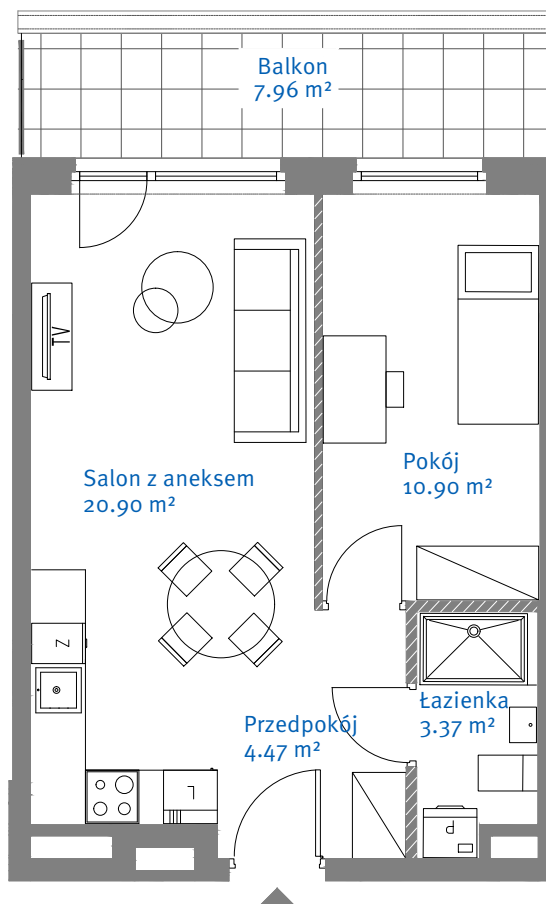 Balkon
7.96 m²
TV
Salon z aneksem
20.90 m²
Pokój
10.90 m²
Z
Łazienka
3.37 m²
Przedpokój
4.47 m²
L
P